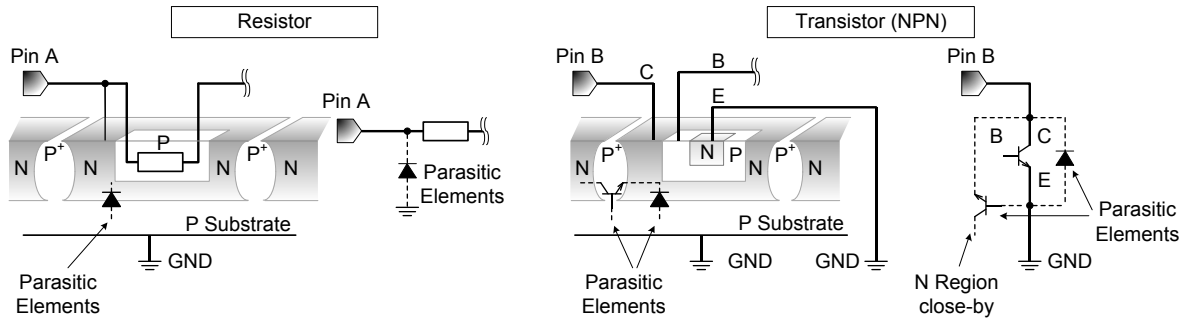 Resistor
Transistor (NPN)
Pin A
Pin A
N
P+
N
P
N
P+
N
Parasitic
Elements
P Substrate
GND
Parasitic
Elements
Pin B
C
B
E
N
P+
N
N
P
P+
N
N
P Substrate
GND
GND
Parasitic
Elements
Pin B
B
C
E
Parasitic
Elements
GND
N Region
close-by